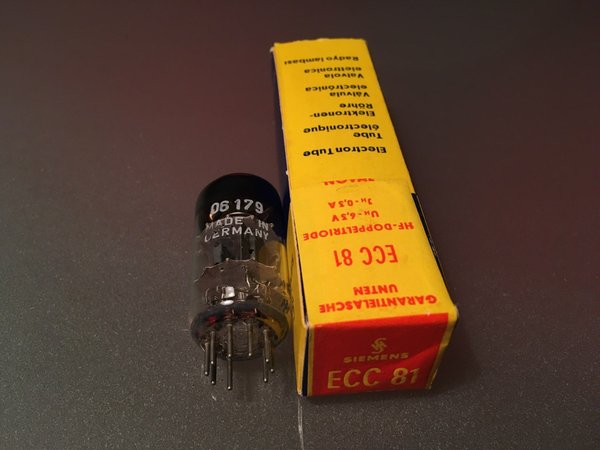 06 179
MADE IN
GERMANY
GARANTIELASCHE
UNTEN
ECC 81
HF-DOPPELTRIODE
UH~6,3V
JH~0,3A
Electron Tube
Tube
électronique
Elektronen-
Röhre
Válvula
electrónica
Valvola
elettronica
Radyo lambası
SIEMENS
ECC 81